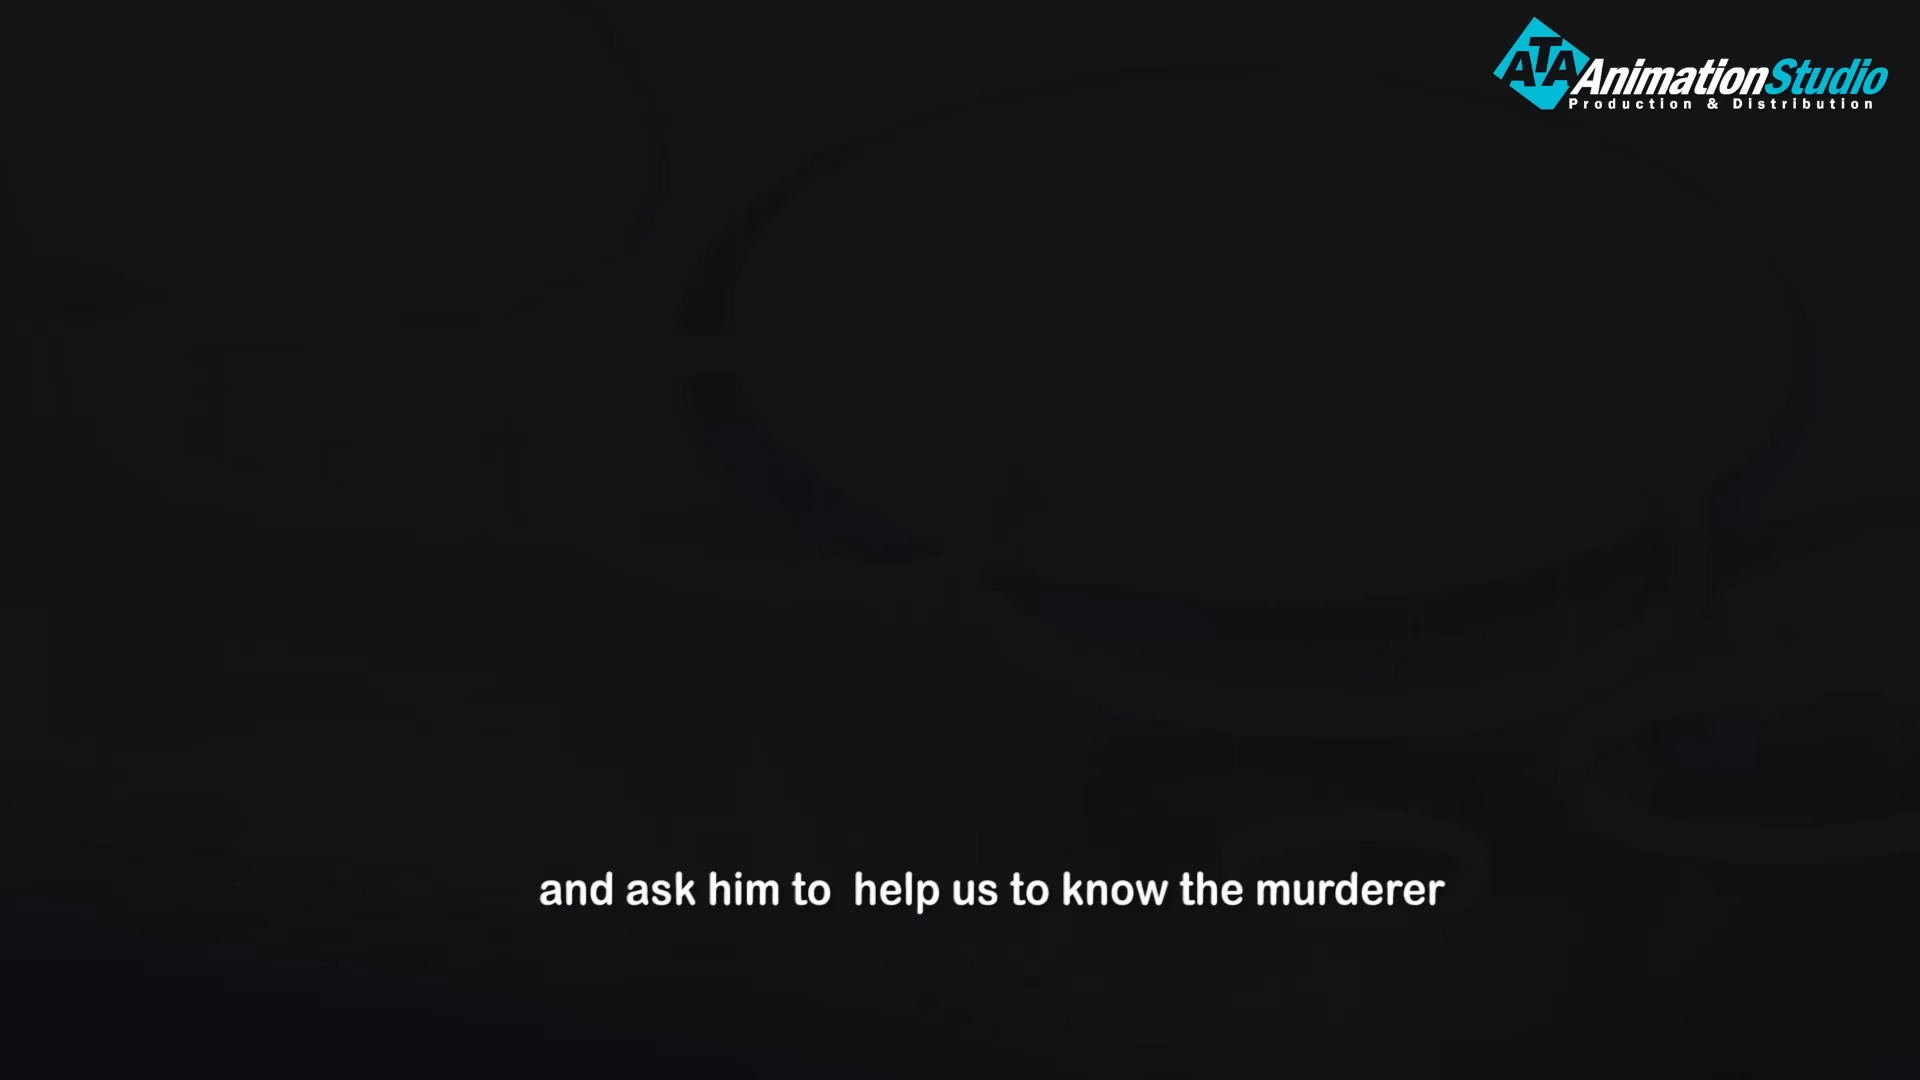 ATA AnimationStudio
Production & Distribution
and ask him to  help us to know the murderer